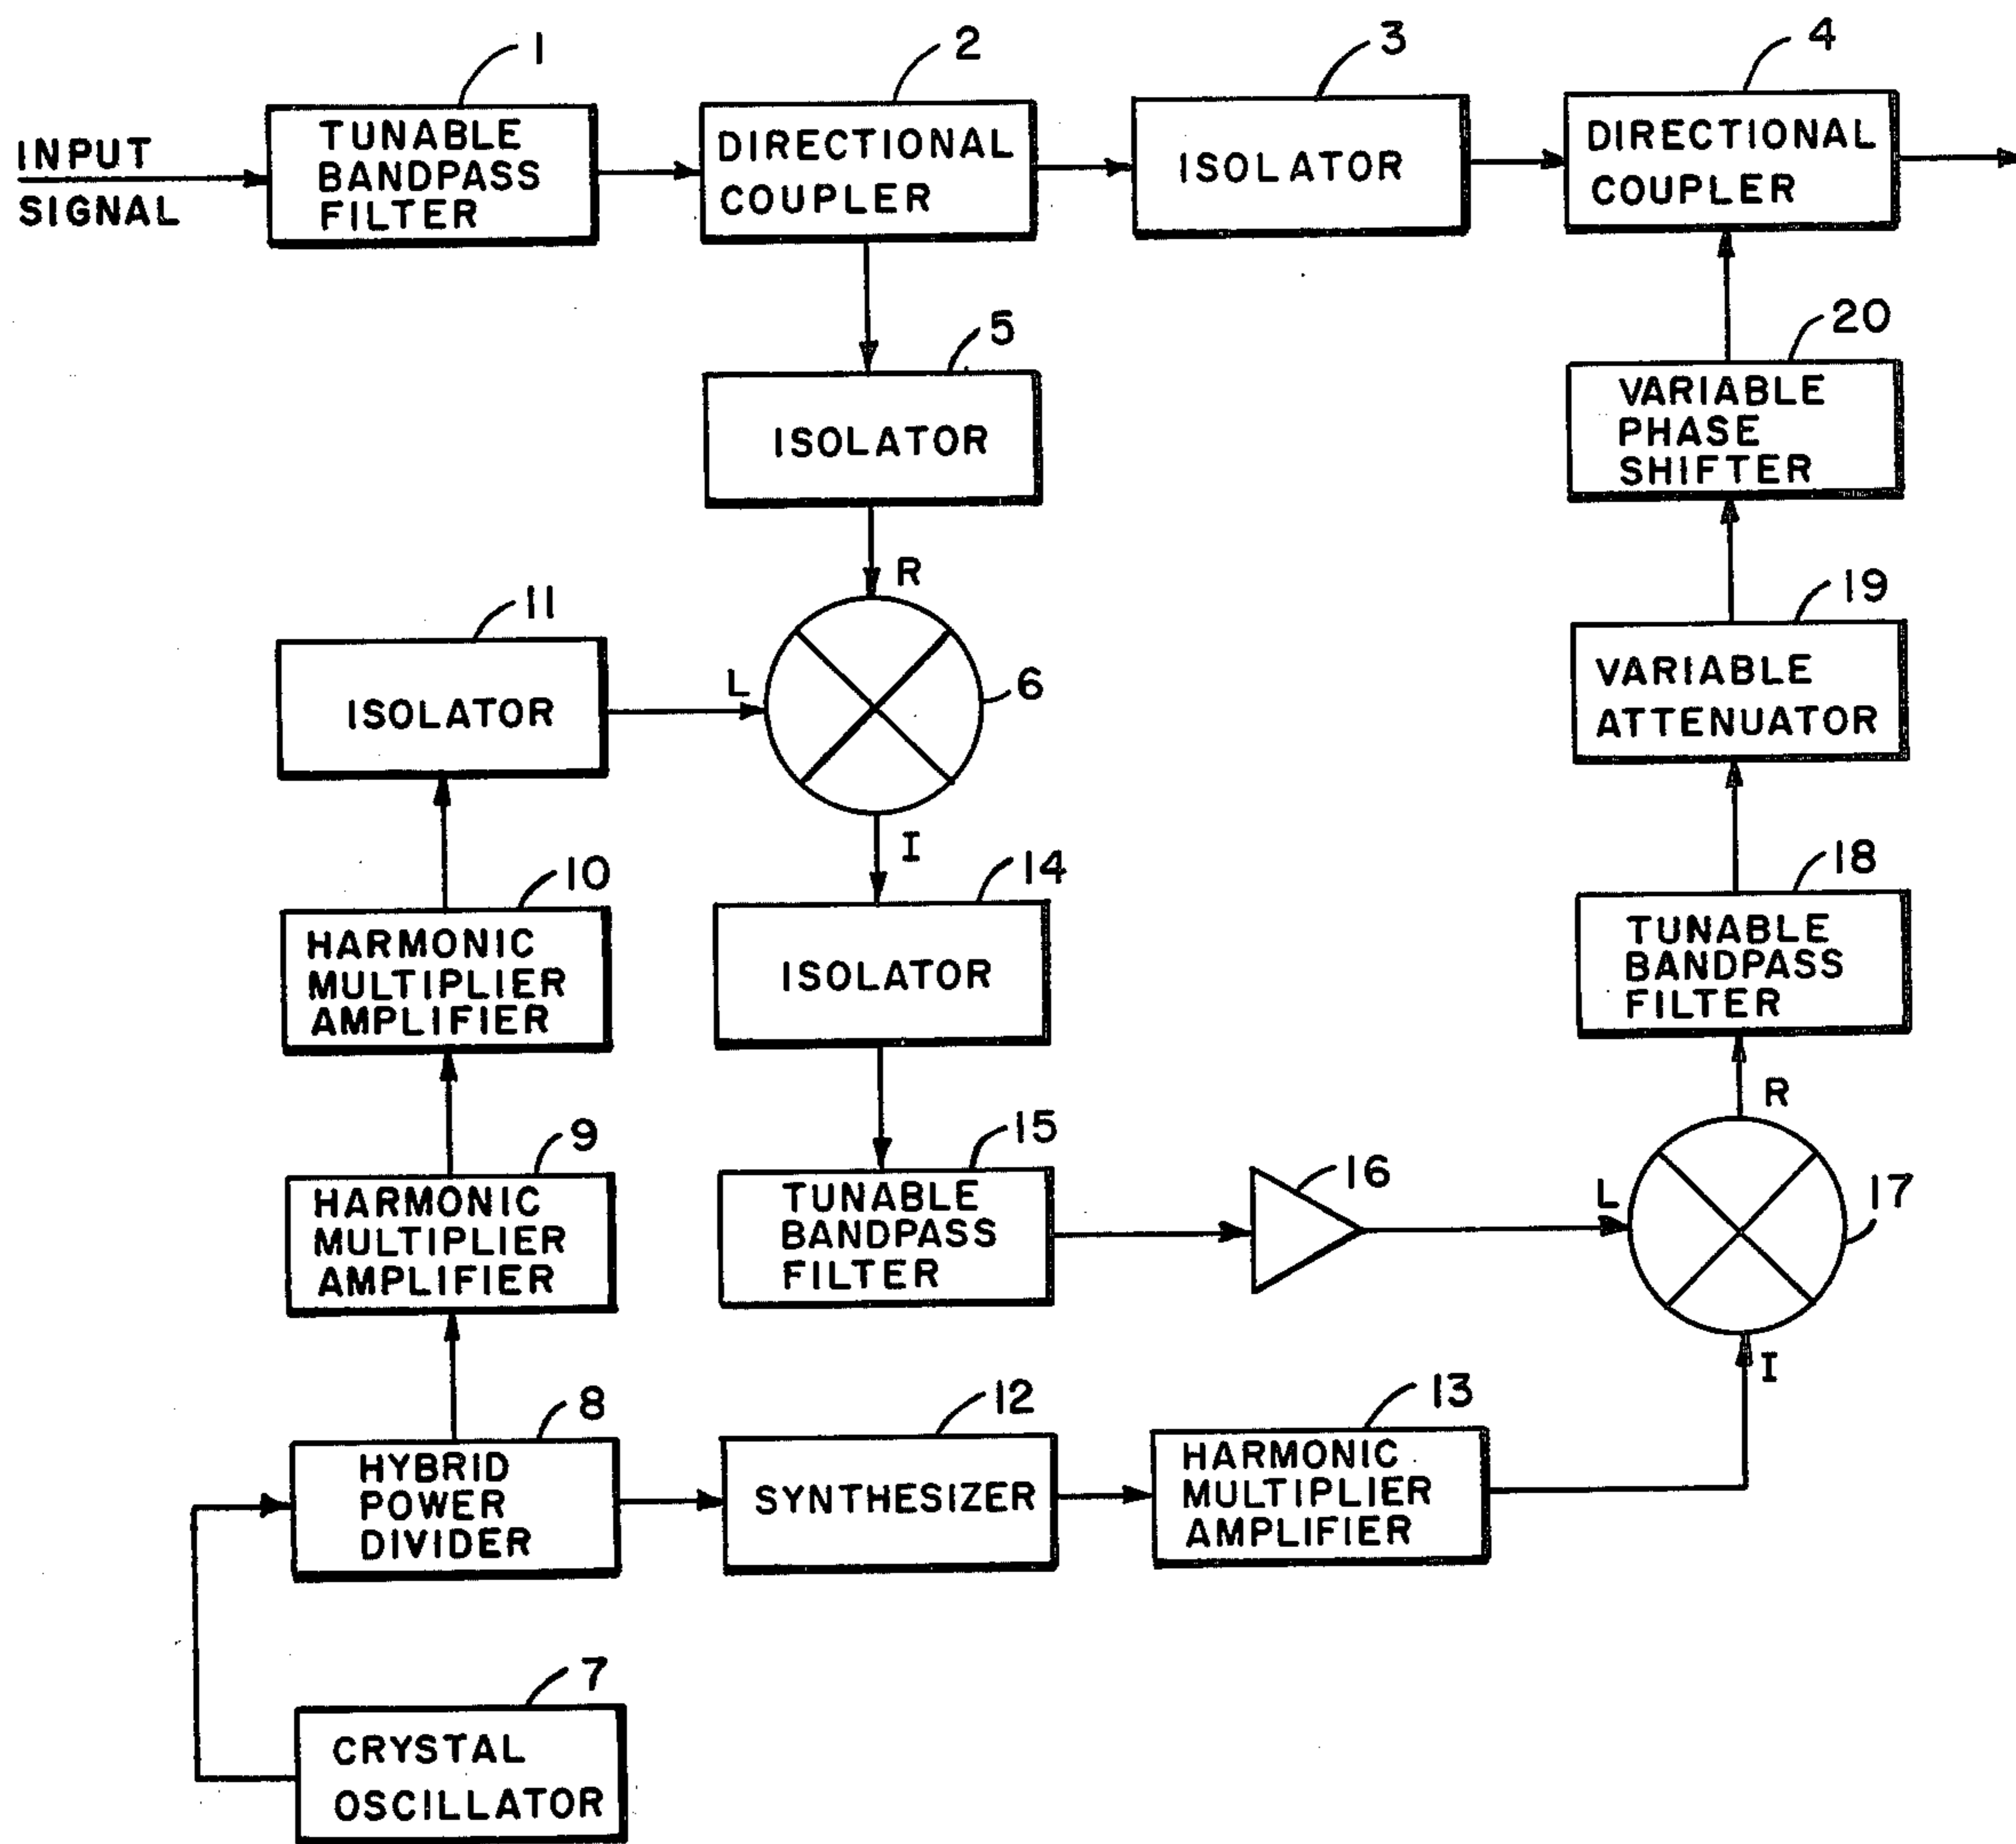 1
2
3
4
INPUT
SIGNAL
TUNABLE
BANDPASS
FILTER
DIRECTIONAL
COUPLER
ISOLATOR
DIRECTIONAL
COUPLER
5
20
ISOLATOR
VARIABLE
PHASE
SHIFTER
R
11
19
ISOLATOR
L
6
VARIABLE
ATTENUATOR
I
10
14
18
HARMONIC
MULTIPLIER
AMPLIFIER
ISOLATOR
TUNABLE
BANDPASS
FILTER
R
9
15
16
17
HARMONIC
MULTIPLIER
AMPLIFIER
TUNABLE
BANDPASS
FILTER
L
I
8
12
13
HYBRID
POWER
DIVIDER
SYNTHESIZER
HARMONIC
MULTIPLIER
AMPLIFIER
7
CRYSTAL
OSCILLATOR